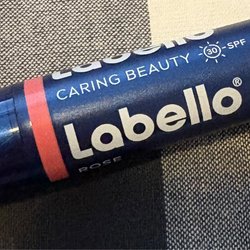 Labello
CARING BEAUTY 30-SPF
Labello®
ROSE